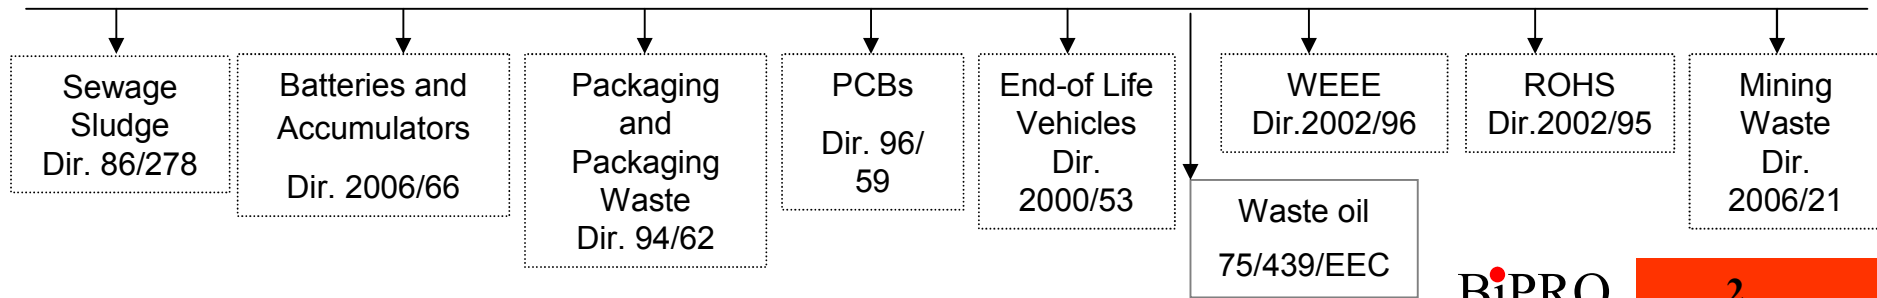 Sewage
Sludge
Dir. 86/278
Batteries and
Accumulators
Dir. 2006/66
Packaging
and
Packaging
Waste
Dir. 94/62
PCBs
Dir. 96/
59
End-of Life
Vehicles
Dir.
2000/53
Waste oil
75/439/EEC
WEEE
Dir.2002/96
ROHS
Dir.2002/95
Mining
Waste
Dir.
2006/21
BiPRO
2